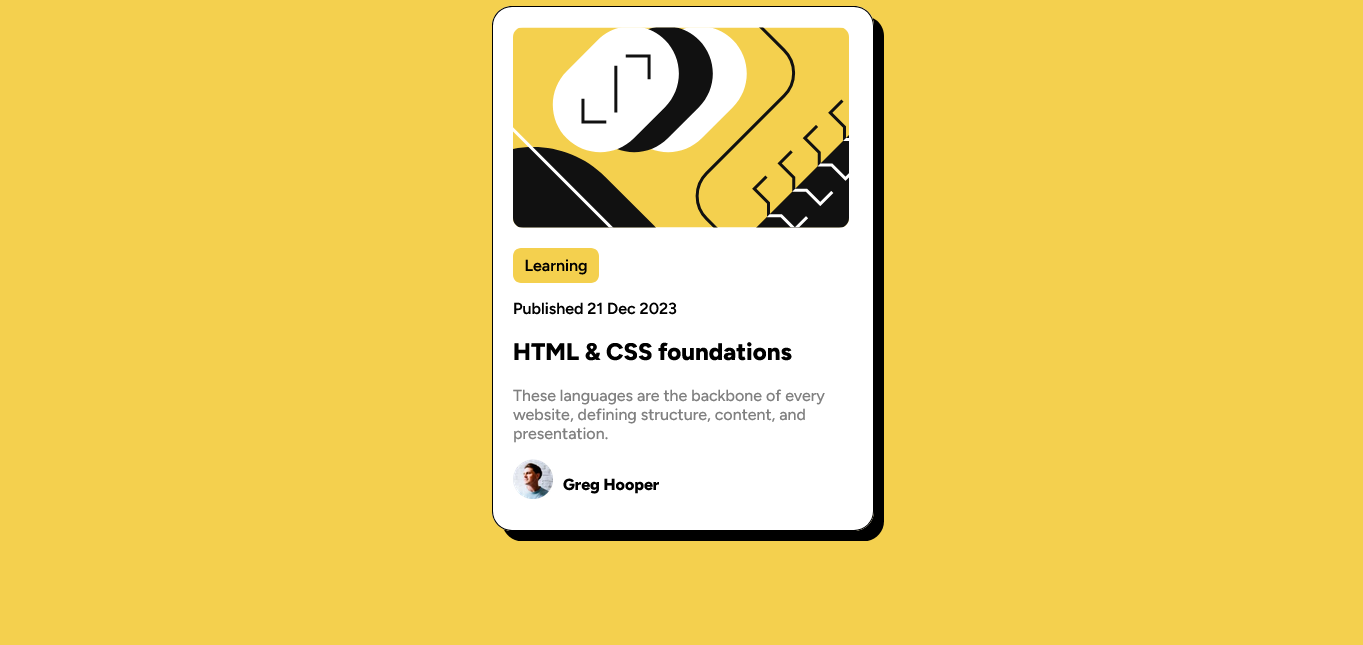 Learning
Published 21 Dec 2023
HTML & CSS foundations
These languages are the backbone of every
website, defining structure, content, and
presentation.
Greg Hooper